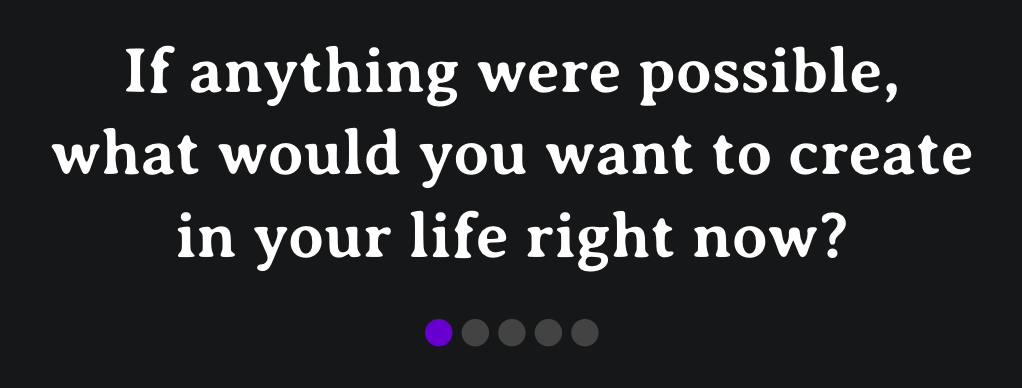 If anything were possible,
what would you want to create
in your life right now?